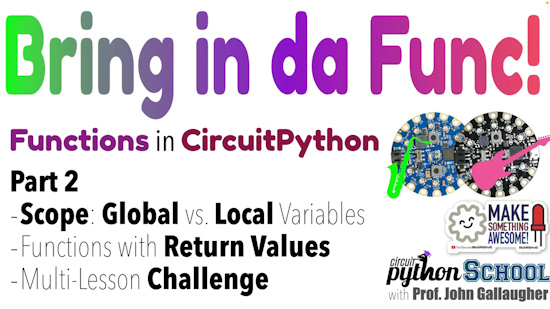 Bring in da Func!
Functions in CircuitPython
Part 2
-Scope: Global vs. Local Variables
-Functions with Return Values
-Multi-Lesson Challenge
MAKE
SOMETHING
AWESOME!
circuit
python SCHOOL
with Prof. John Gallaugher